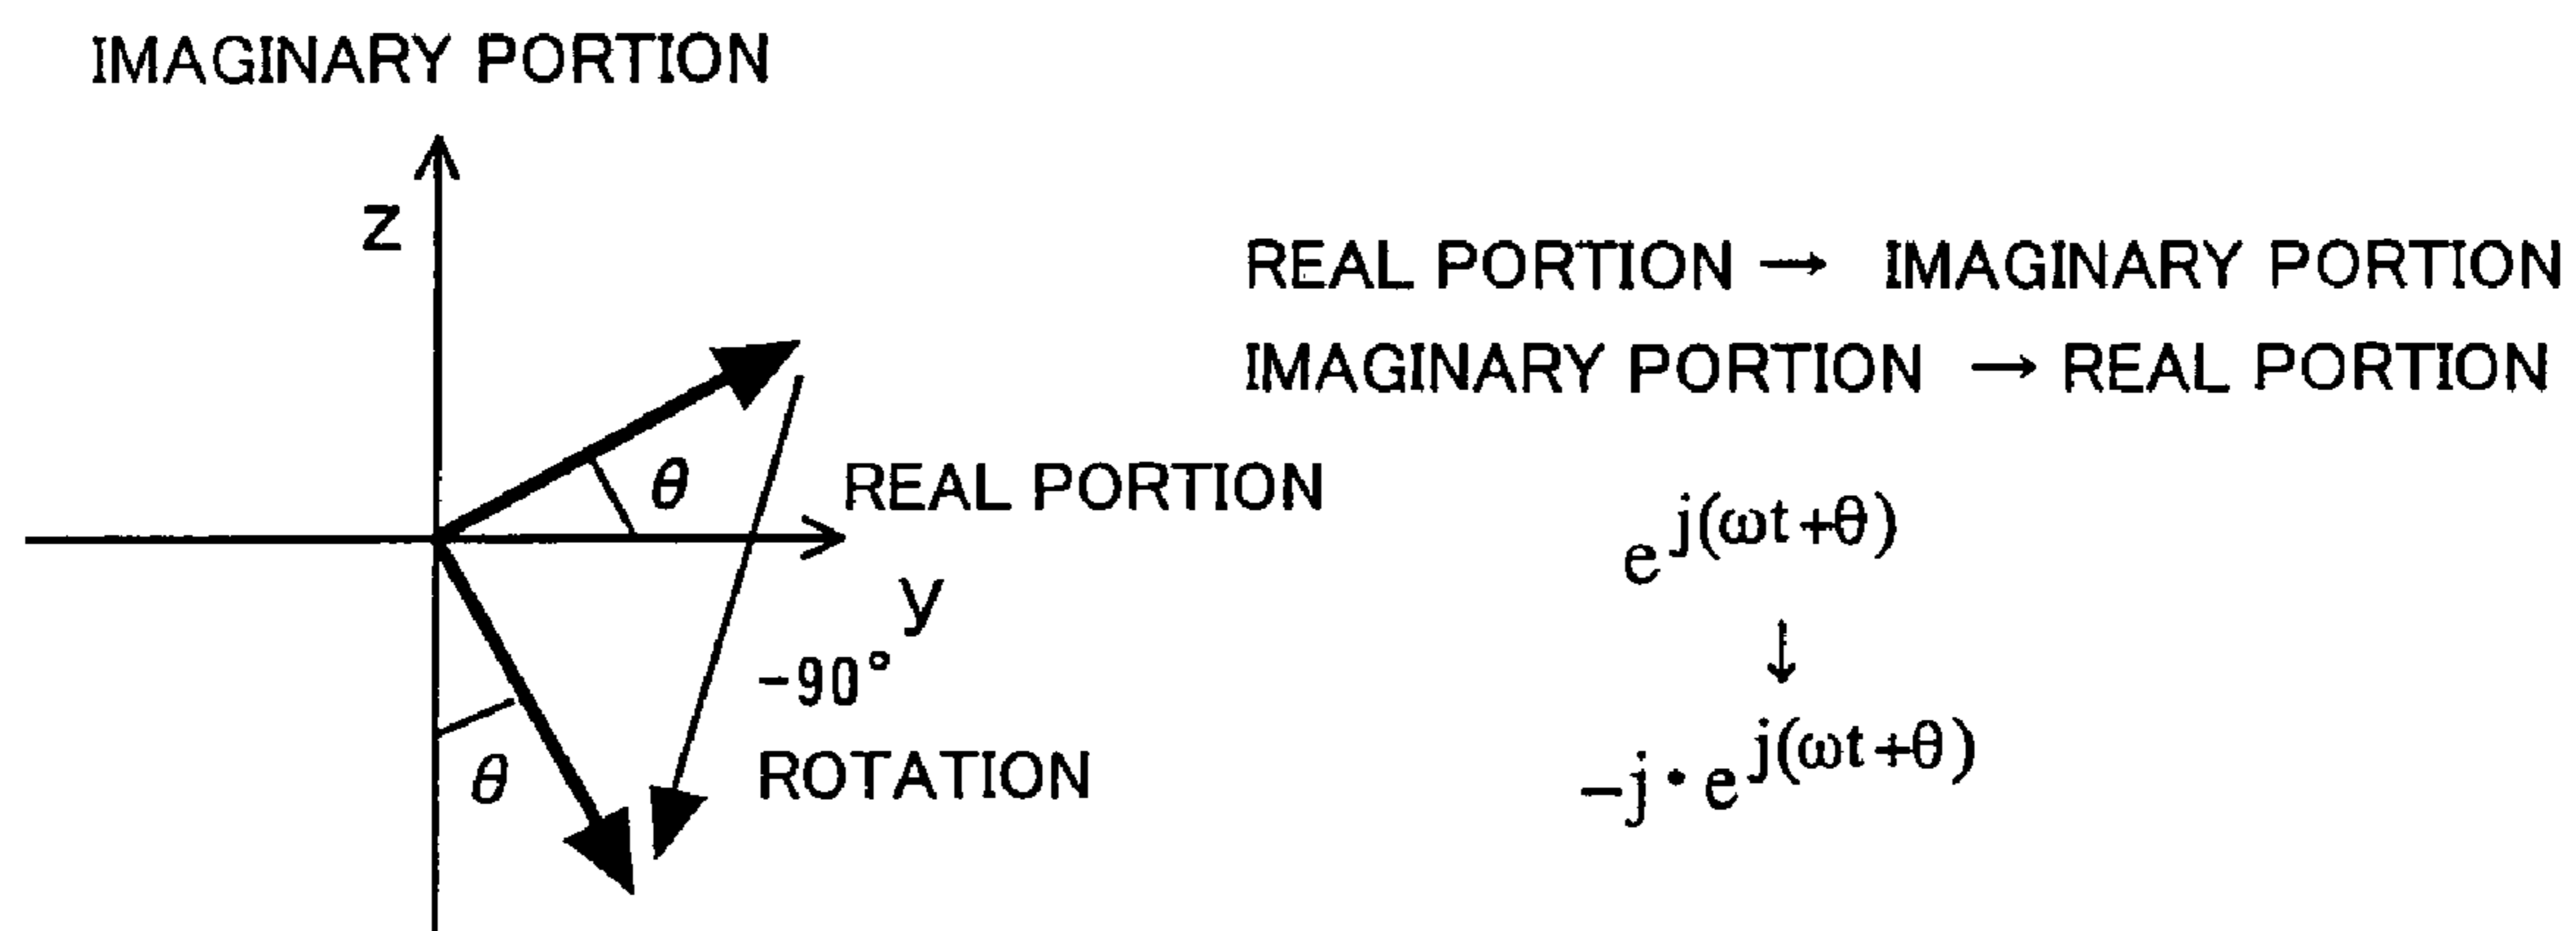 IMAGINARY PORTION
z
θ
REAL PORTION
y
-90°
ROTATION
θ
REAL PORTION → IMAGINARY PORTION
IMAGINARY PORTION → REAL PORTION
e^{j(ωt+θ)}
↓
-j·e^{j(ωt+θ)}